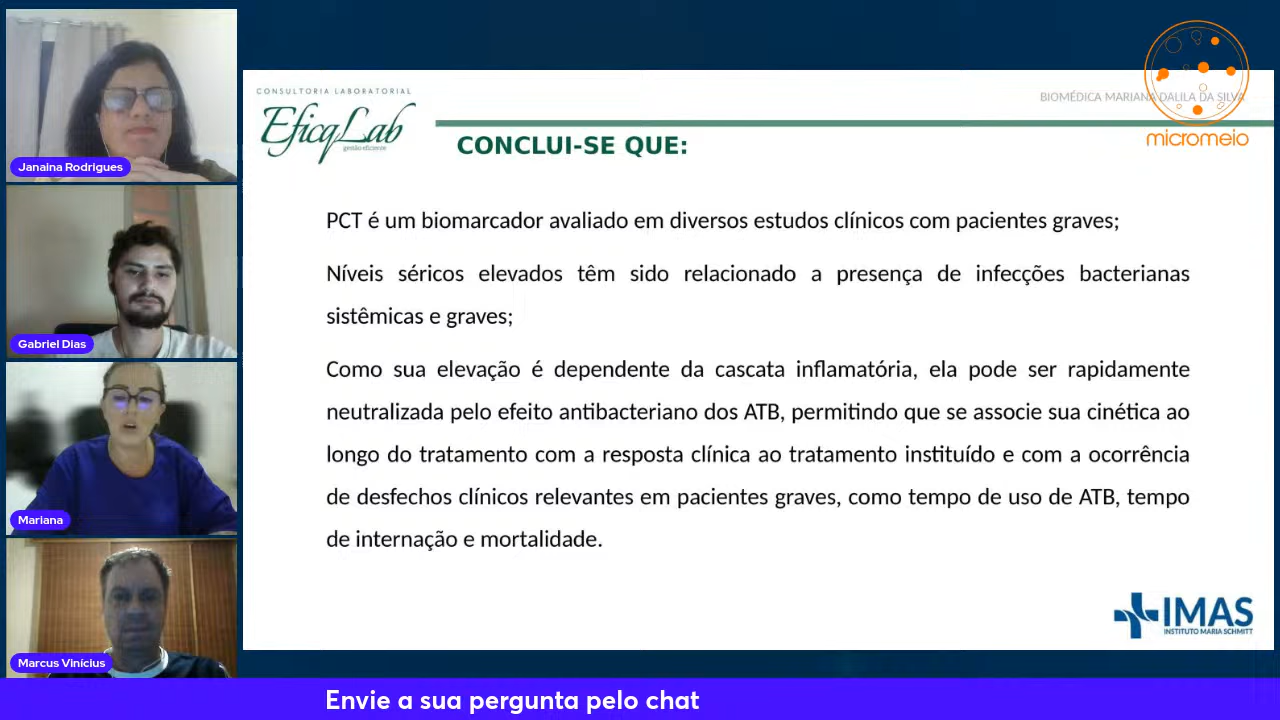 Janaina Rodrigues
Gabriel Dias
Mariana
Marcus Vinícius
CONSULTORIA LABORATORIAL
EficqLab
gestão eficiente
BIOMÉDICA MARIANA DALILA DA SILVA
micromeio
CONCLUI-SE QUE:
PCT é um biomarcador avaliado em diversos estudos clínicos com pacientes graves;
Níveis séricos elevados têm sido relacionado a presença de infecções bacterianas
sistêmicas e graves;
Como sua elevação é dependente da cascata inflamatória, ela pode ser rapidamente
neutralizada pelo efeito antibacteriano dos ATB, permitindo que se associe sua cinética ao
longo do tratamento com a resposta clínica ao tratamento instituído e com a ocorrência
de desfechos clínicos relevantes em pacientes graves, como tempo de uso de ATB, tempo
de internação e mortalidade.
IMAS
INSTITUTO MARIA SCHMITT
Envie a sua pergunta pelo chat